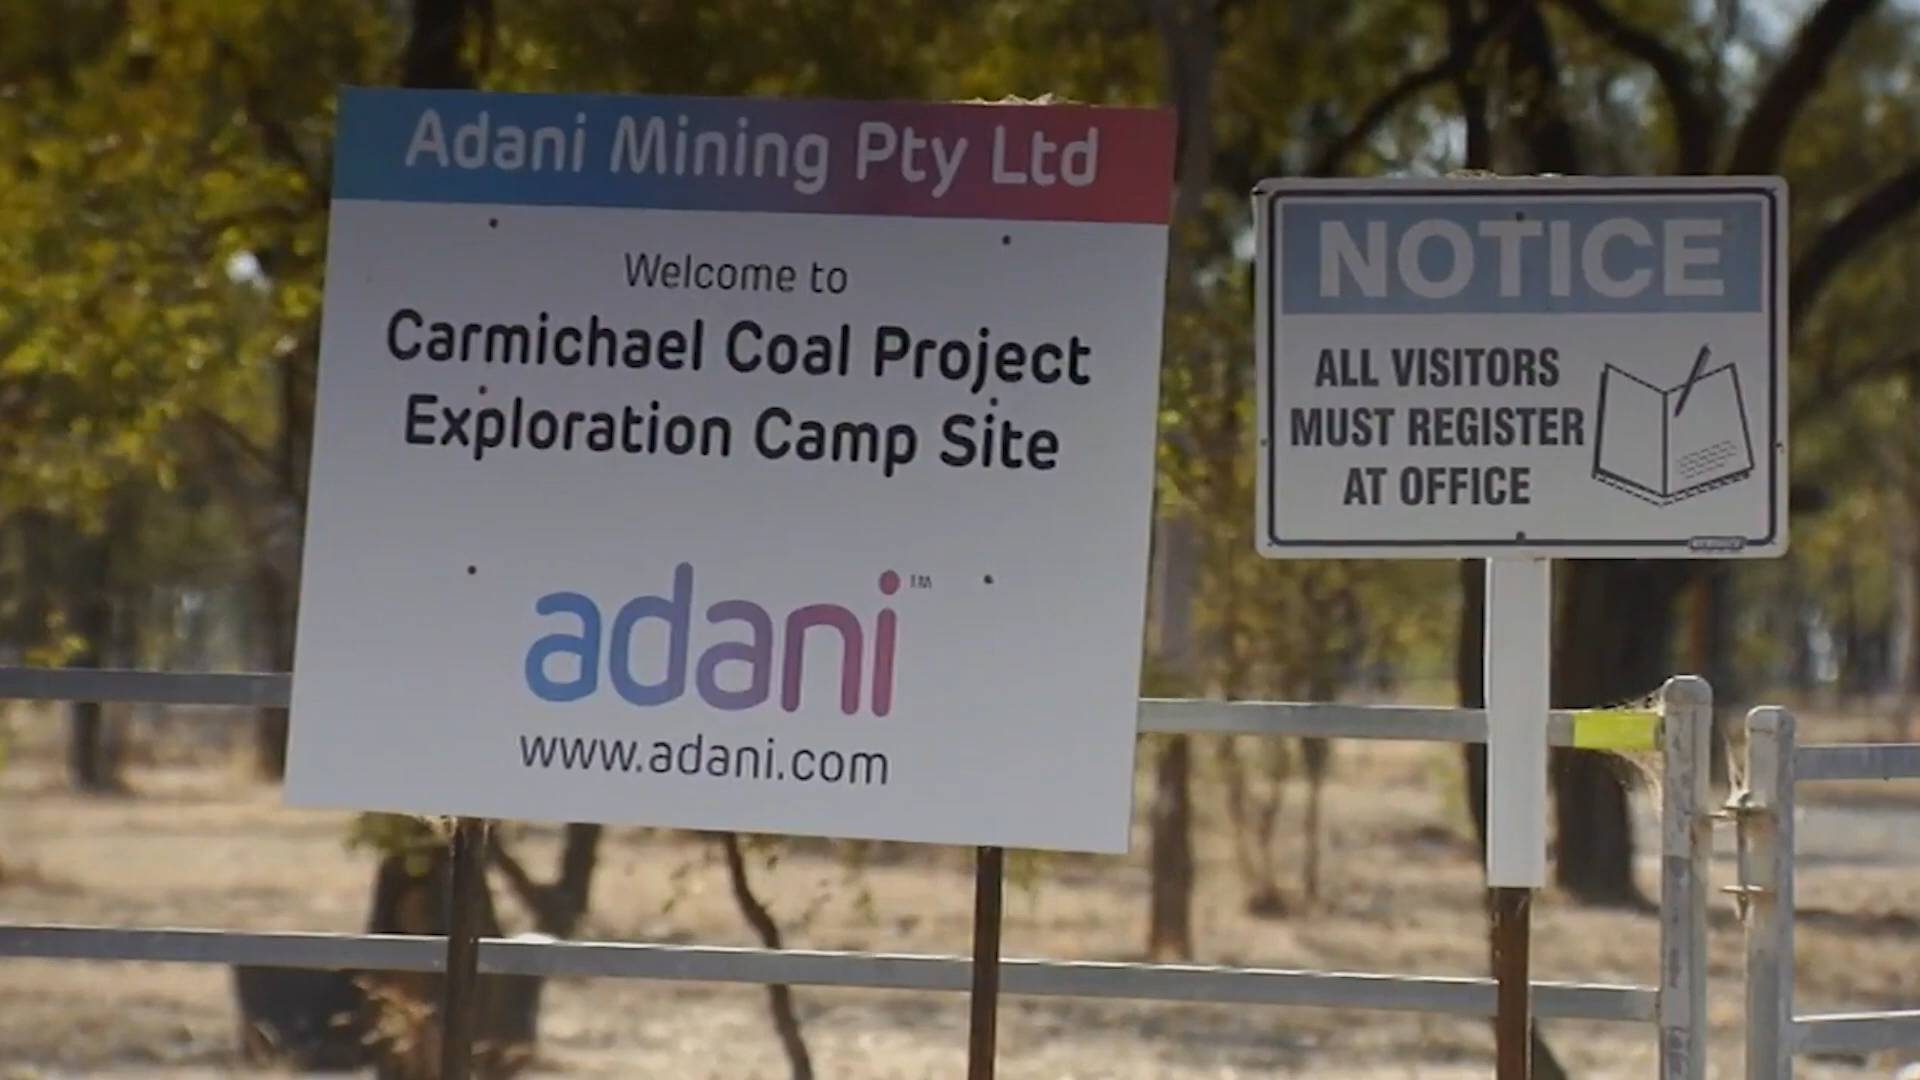 Adani Mining Pty Ltd
Welcome to
Carmichael Coal Project
Exploration Camp Site
adani™
www.adani.com
NOTICE
ALL VISITORS
MUST REGISTER
AT OFFICE